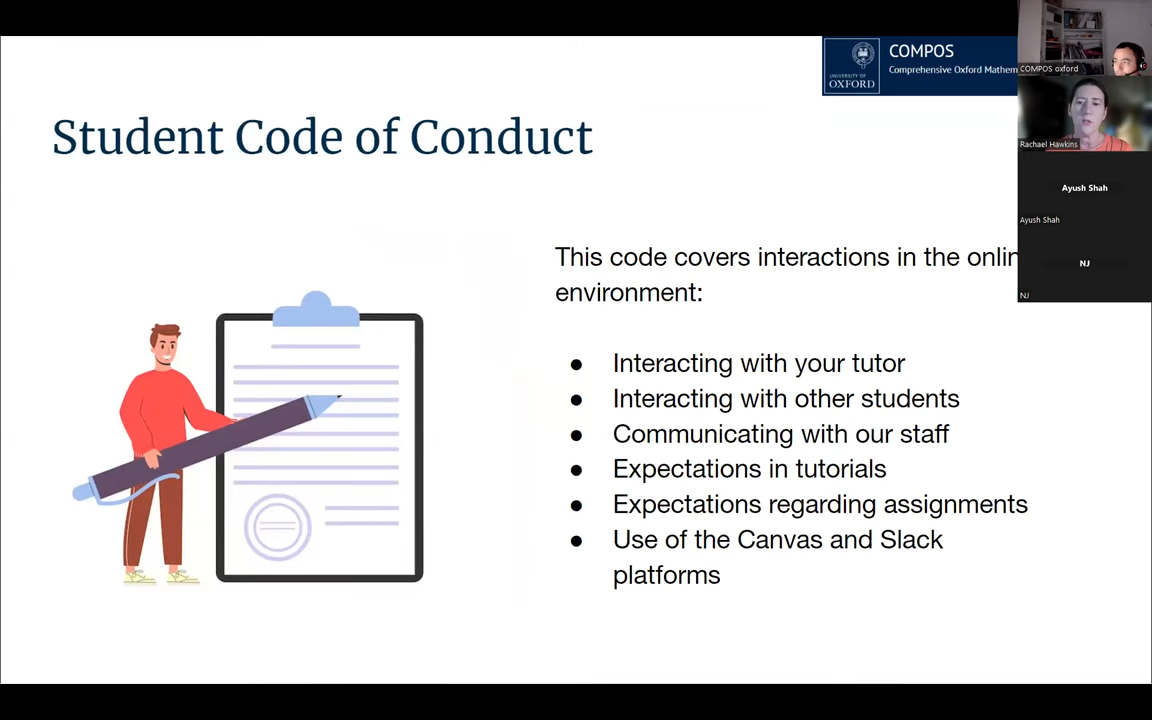 COMPOS
Comprehensive Oxford Mathem
UNIVERSITY OF
OXFORD
COMPOS oxford
Rachael Hawkins
Ayush Shah
Ayush Shah
NJ
NJ
Student Code of Conduct
This code covers interactions in the onlin
environment:
● Interacting with your tutor
● Interacting with other students
● Communicating with our staff
● Expectations in tutorials
● Expectations regarding assignments
● Use of the Canvas and Slack
platforms